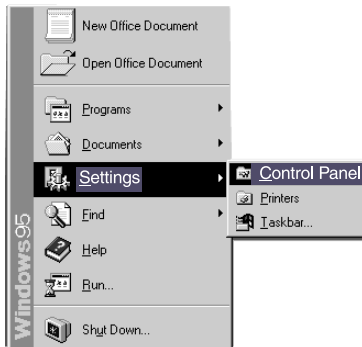 New Office Document
Open Office Document
Programs
Documents
Settings
Control Panel
Printers
Taskbar...
Find
Help
Run...
Shut Down...
Windows95